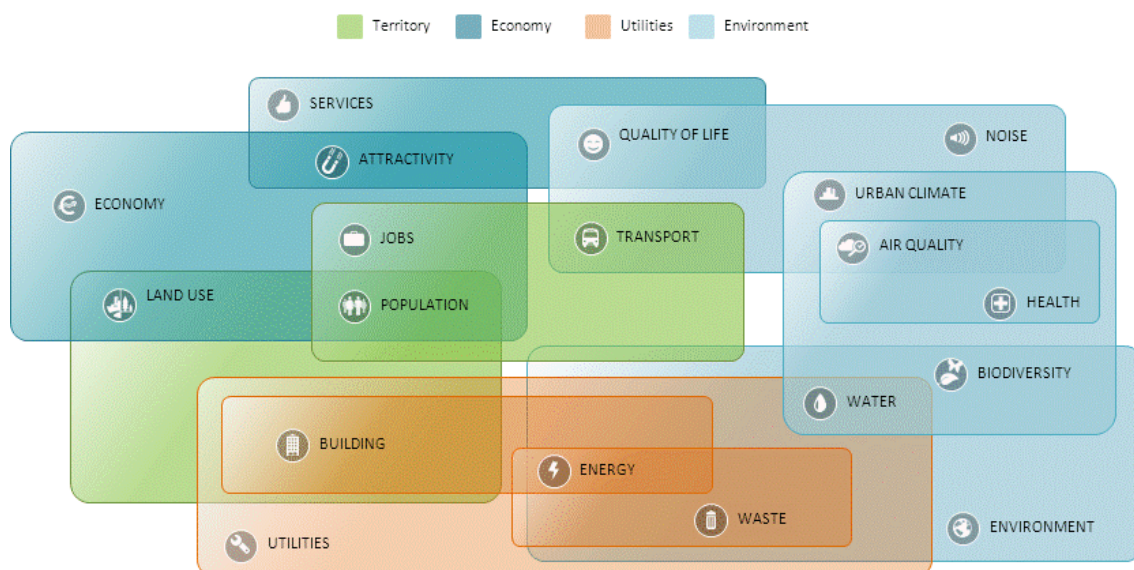 Territory Economy Utilities Environment
SERVICES
QUALITY OF LIFE
NOISE
ATTRACTIVITY
ECONOMY
URBAN CLIMATE
JOBS
TRANSPORT
AIR QUALITY
LAND USE
POPULATION
HEALTH
BIODIVERSITY
WATER
BUILDING
ENERGY
WASTE
ENVIRONMENT
UTILITIES